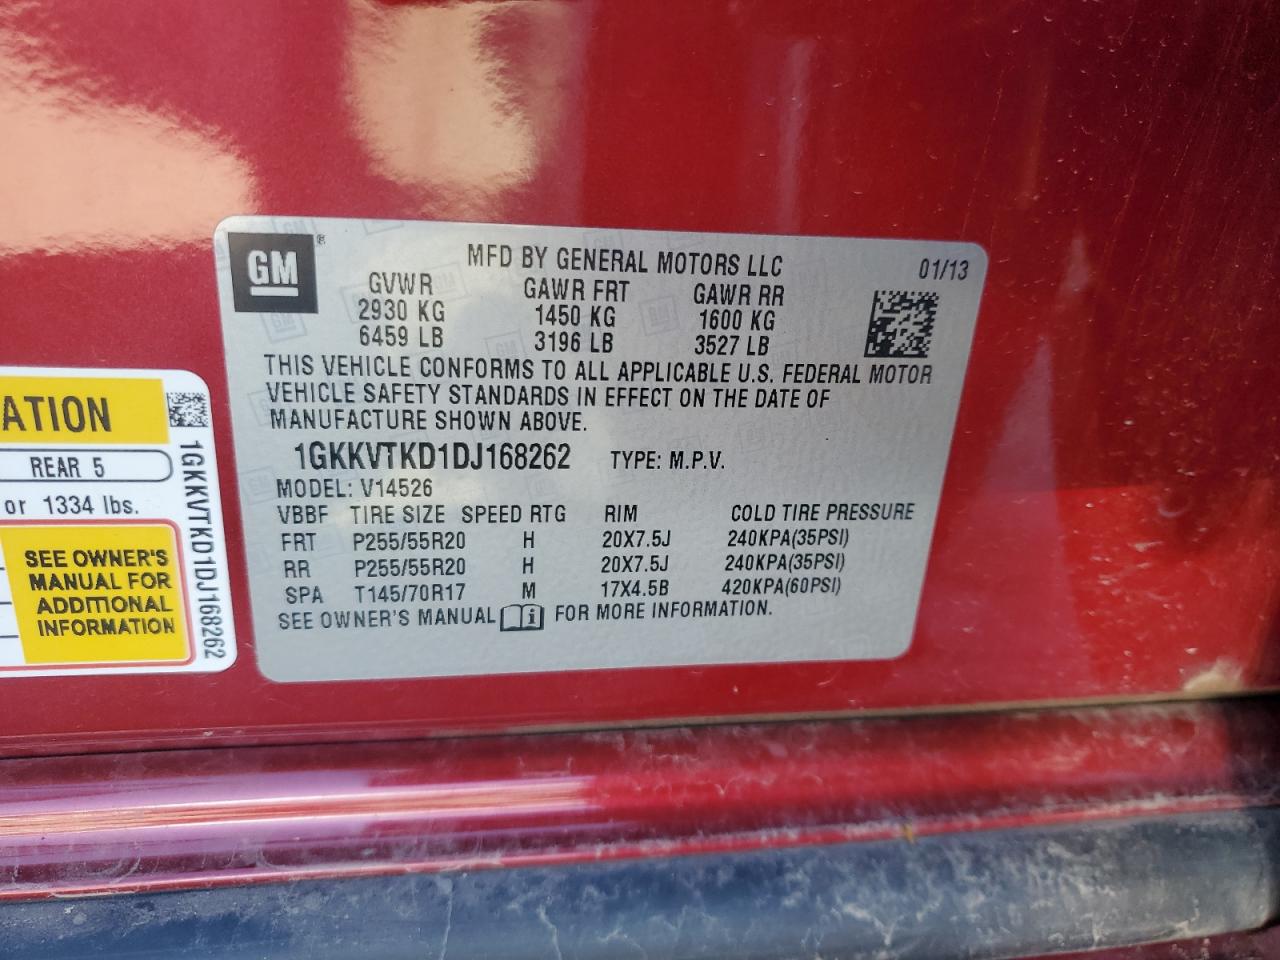 GM ®
MFD BY GENERAL MOTORS LLC
01/13
GVWR GAWR FRT GAWR RR
2930 KG 1450 KG 1600 KG
6459 LB 3196 LB 3527 LB
THIS VEHICLE CONFORMS TO ALL APPLICABLE U.S. FEDERAL MOTOR
VEHICLE SAFETY STANDARDS IN EFFECT ON THE DATE OF
MANUFACTURE SHOWN ABOVE.
1GKKVTKD1DJ168262 TYPE: M.P.V.
MODEL: V14526
VBBF TIRE SIZE SPEED RTG RIM COLD TIRE PRESSURE
FRT P255/55R20 H 20X7.5J 240KPA(35PSI)
RR P255/55R20 H 20X7.5J 240KPA(35PSI)
SPA T145/70R17 M 17X4.5B 420KPA(60PSI)
SEE OWNER'S MANUAL i FOR MORE INFORMATION.
ATION
REAR 5
or 1334 lbs.
SEE OWNER'S
MANUAL FOR
ADDITIONAL
INFORMATION
1GKKVTKD1DJ168262